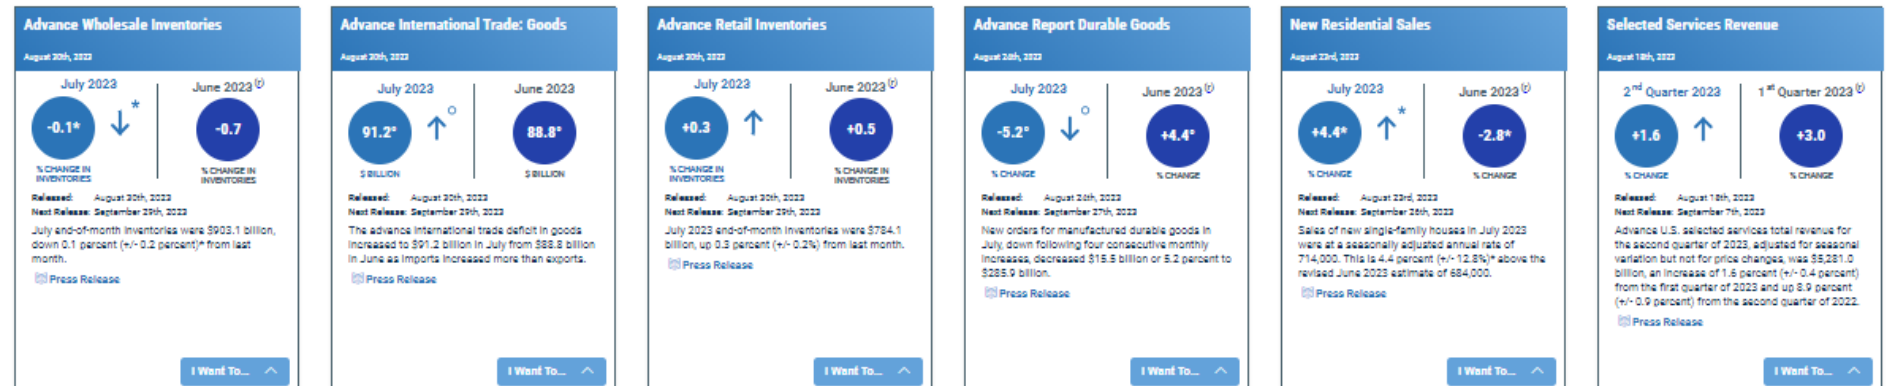 Advance Wholesale Inventories
August 30th, 2023
July 2023
June 2023 (r)
-0.1*
*
-0.7
% CHANGE IN
INVENTORIES
% CHANGE IN
INVENTORIES
Released: August 30th, 2023
Next Release: September 29th, 2023
July end-of-month inventories were $903.1 billion,
down 0.1 percent (+/- 0.2 percent)* from last
month.
Press Release
I Want To...
Advance International Trade: Goods
August 30th, 2023
July 2023
June 2023
91.2°
°
88.8°
$ BILLION
$ BILLION
Released: August 30th, 2023
Next Release: September 29th, 2023
The advance international trade deficit in goods
increased to $91.2 billion in July from $88.8 billion
in June as imports increased more than exports.
Press Release
I Want To...
Advance Retail Inventories
August 30th, 2023
July 2023
June 2023 (r)
+0.3
+0.5
% CHANGE IN
INVENTORIES
% CHANGE IN
INVENTORIES
Released: August 30th, 2023
Next Release: September 29th, 2023
July 2023 end-of-month inventories were $784.1
billion, up 0.3 percent (+/- 0.2%) from last month.
Press Release
I Want To...
Advance Report Durable Goods
August 24th, 2023
July 2023
June 2023 (r)
-5.2°
°
+4.4°
% CHANGE
% CHANGE
Released: August 24th, 2023
Next Release: September 27th, 2023
New orders for manufactured durable goods in
July, down following four consecutive monthly
increases, decreased $15.5 billion or 5.2 percent to
$285.9 billion.
Press Release
I Want To...
New Residential Sales
August 23rd, 2023
July 2023
June 2023 (r)
+4.4*
*
-2.8*
% CHANGE
% CHANGE
Released: August 23rd, 2023
Next Release: September 26th, 2023
Sales of new single-family houses in July 2023
were at a seasonally adjusted annual rate of
714,000. This is 4.4 percent (+/- 12.8%)* above the
revised June 2023 estimate of 684,000.
Press Release
I Want To...
Selected Services Revenue
August 18th, 2023
2nd Quarter 2023
1st Quarter 2023 (r)
+1.6
+3.0
% CHANGE
% CHANGE
Released: August 18th, 2023
Next Release: September 7th, 2023
Advance U.S. selected services total revenue for
the second quarter of 2023, adjusted for seasonal
variation but not for price changes, was $5,281.0
billion, an increase of 1.6 percent (+/- 0.4 percent)
from the first quarter of 2023 and up 8.9 percent
(+/- 0.9 percent) from the second quarter of 2022.
Press Release
I Want To...